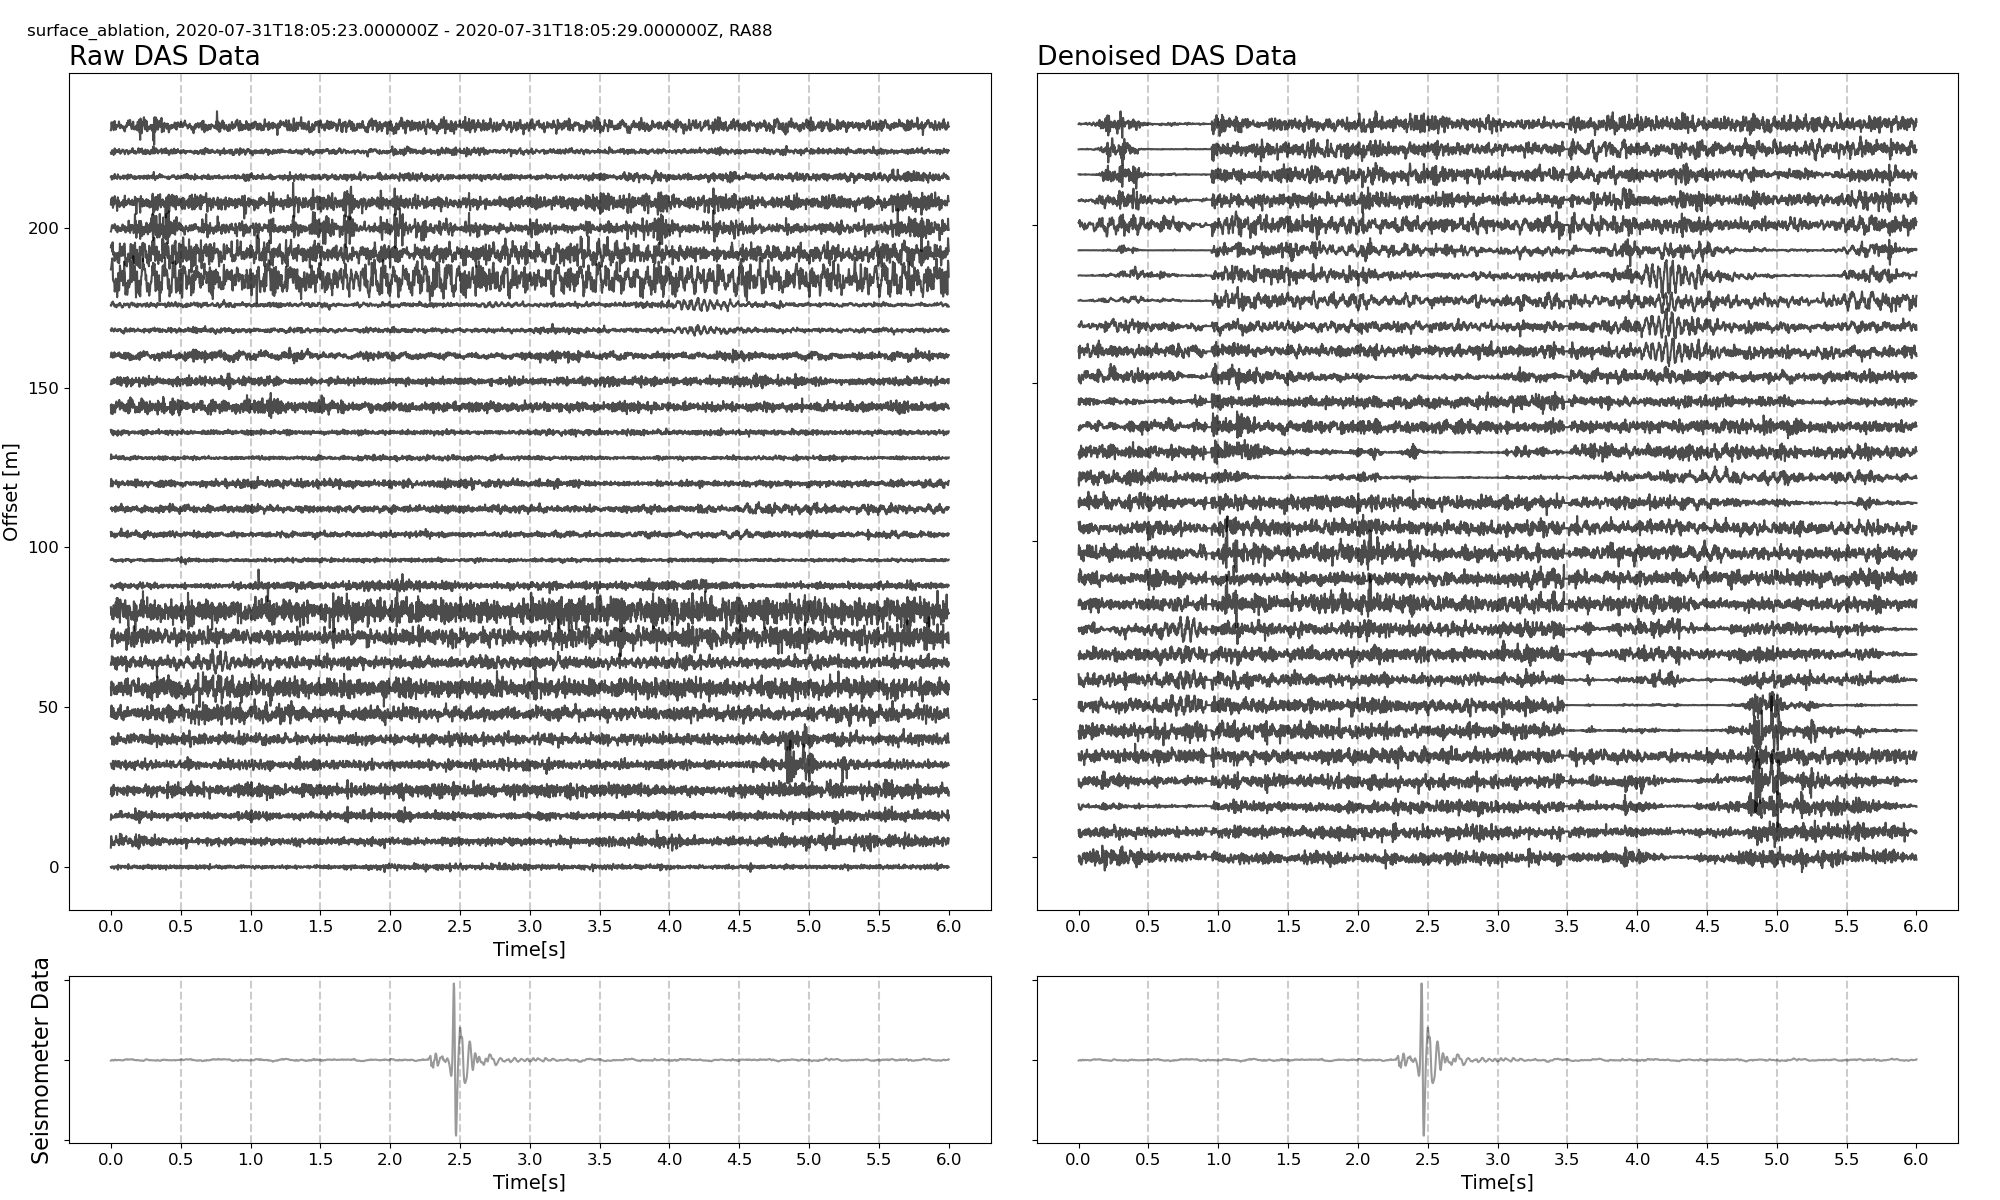 surface_ablation, 2020-07-31T18:05:23.000000Z - 2020-07-31T18:05:29.000000Z, RA88
Raw DAS Data
Denoised DAS Data
200
150
100
50
0
Offset [m]
0.0 0.5 1.0 1.5 2.0 2.5 3.0 3.5 4.0 4.5 5.0 5.5 6.0
Time[s]
0.0 0.5 1.0 1.5 2.0 2.5 3.0 3.5 4.0 4.5 5.0 5.5 6.0
Seismometer Data
0.0 0.5 1.0 1.5 2.0 2.5 3.0 3.5 4.0 4.5 5.0 5.5 6.0
Time[s]
0.0 0.5 1.0 1.5 2.0 2.5 3.0 3.5 4.0 4.5 5.0 5.5 6.0
Time[s]